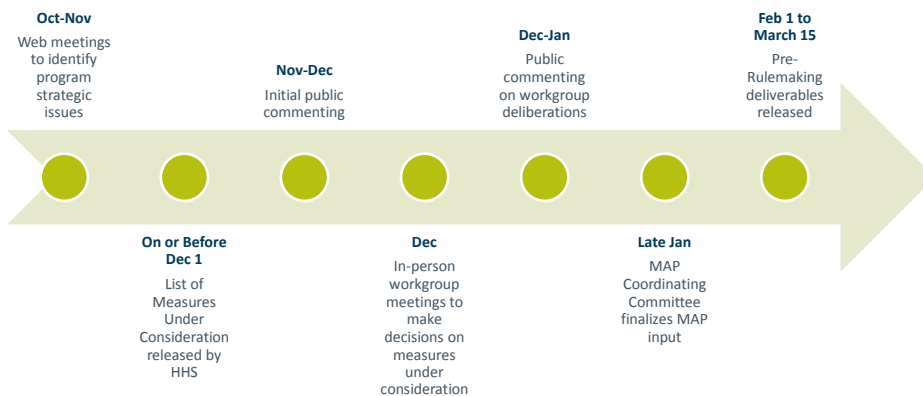 Oct-Nov
Web meetings
to identify
program
strategic
issues
On or Before
Dec 1
List of
Measures
Under
Consideration
released by
HHS
Nov-Dec
Initial public
commenting
Dec
In-person
workgroup
meetings to
make
decisions on
measures
under
consideration
Dec-Jan
Public
commenting
on workgroup
deliberations
Late Jan
MAP
Coordinating
Committee
finalizes MAP
input
Feb 1 to
March 15
Pre-
Rulemaking
deliverables
released